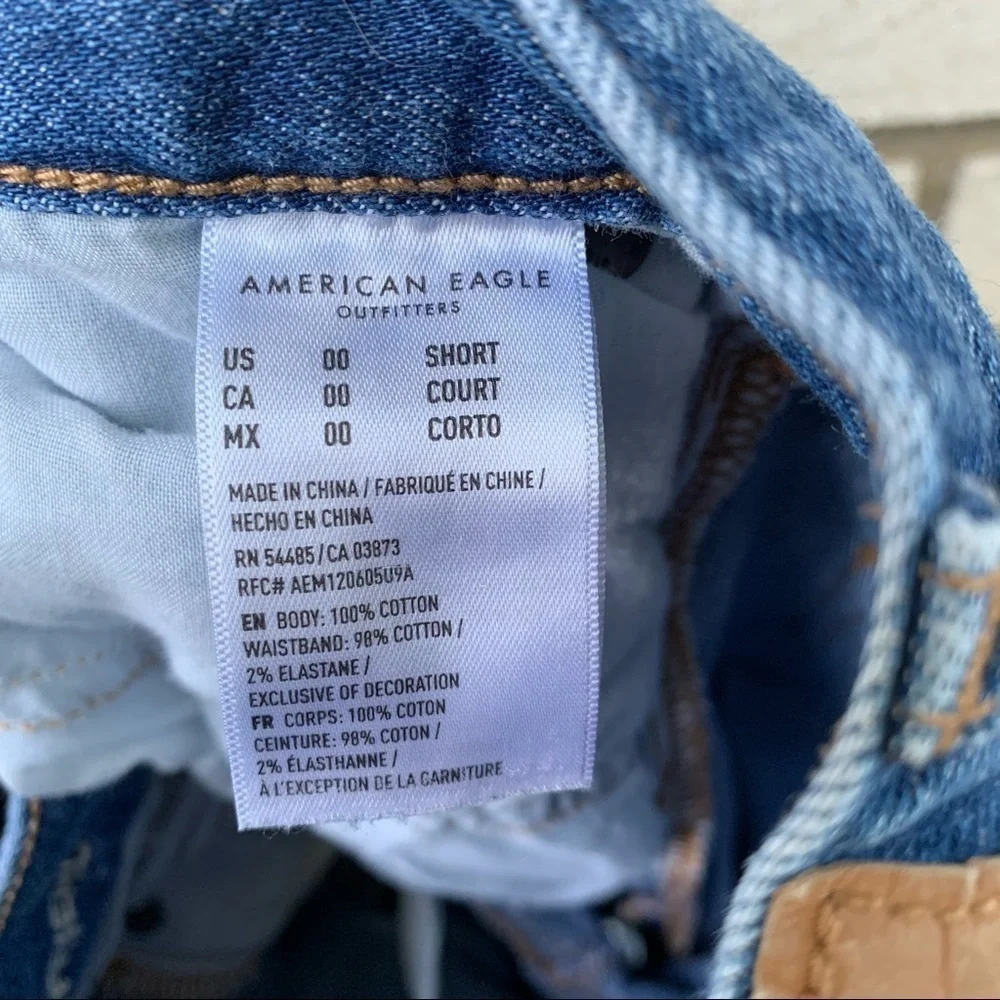 AMERICAN EAGLE
OUTFITTERS
US 00 SHORT
CA 00 COURT
MX 00 CORTO
MADE IN CHINA / FABRIQUÉ EN CHINE /
HECHO EN CHINA
RN 54485/CA 03873
RFC# AEM120605U9A
EN BODY: 100% COTTON
WAISTBAND: 98% COTTON /
2% ELASTANE /
EXCLUSIVE OF DECORATION
FR CORPS: 100% COTON
CEINTURE: 98% COTON /
2% ÉLASTHANNE /
À L'EXCEPTION DE LA GARNITURE